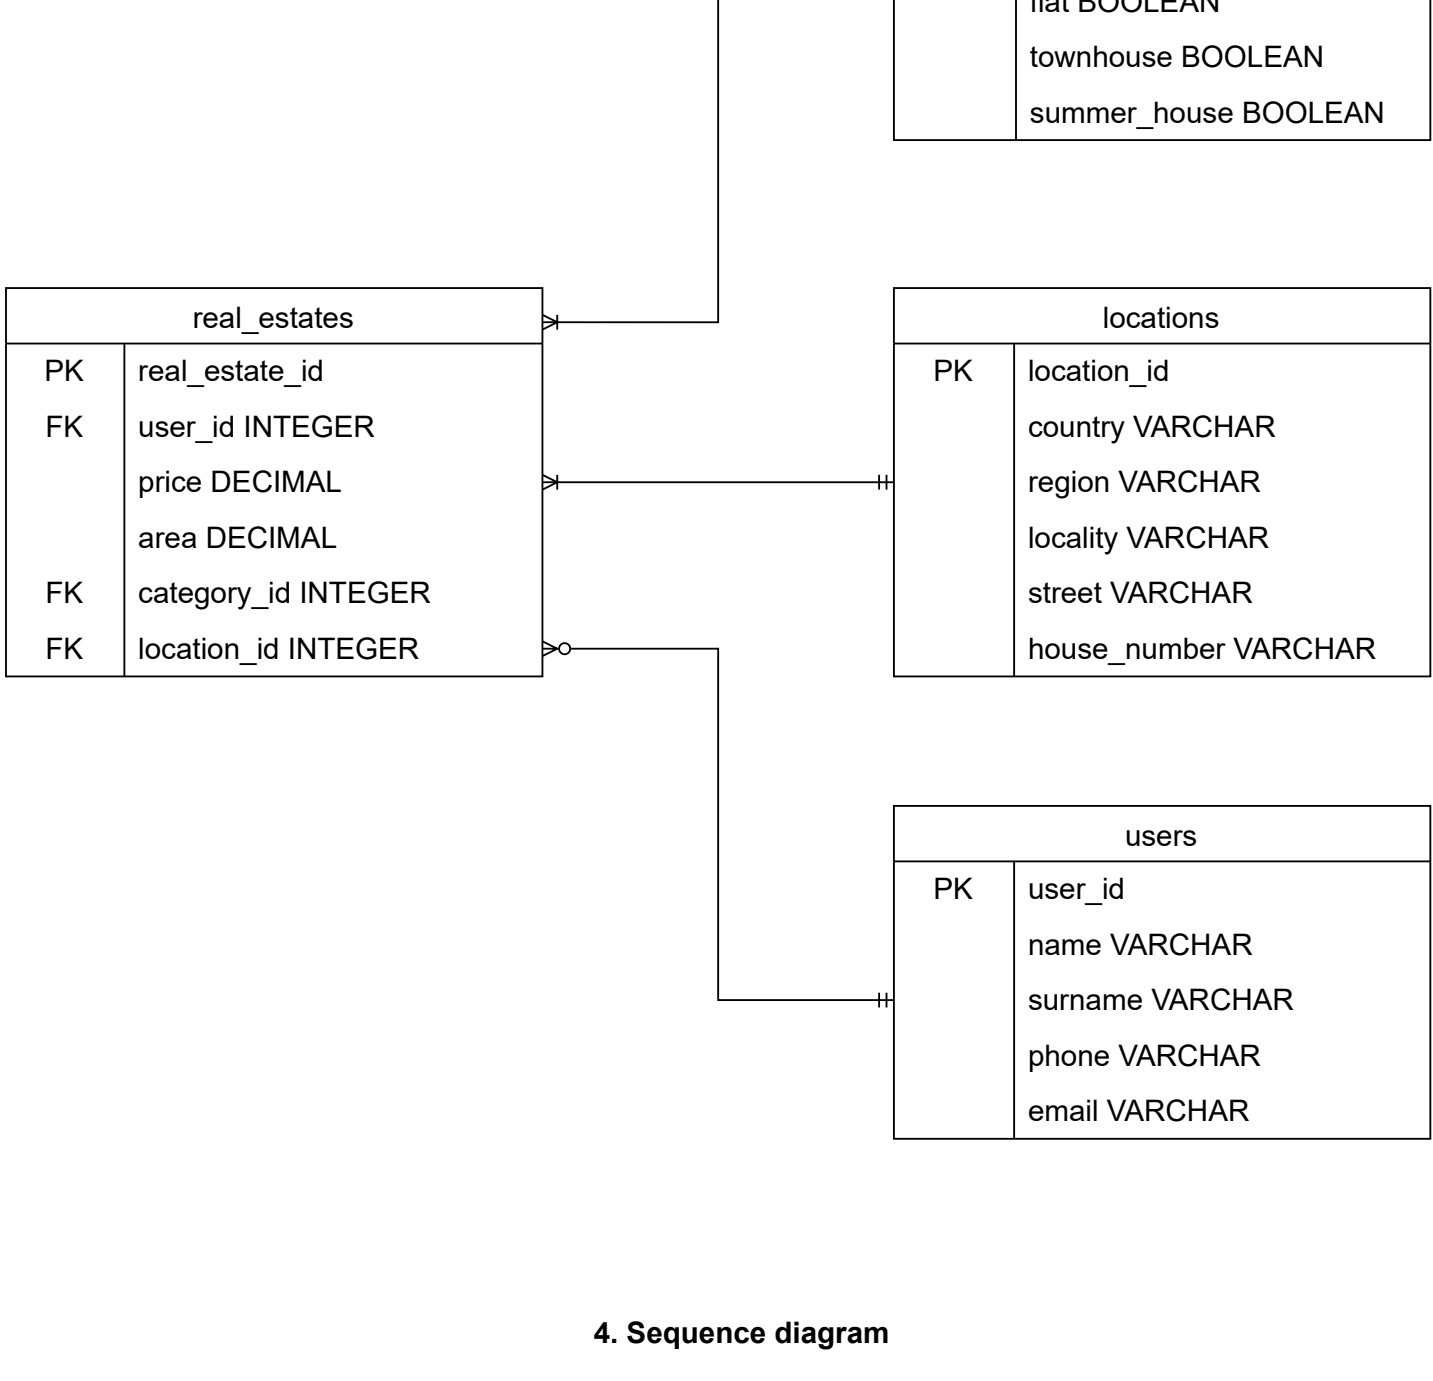 flat BOOLEAN
townhouse BOOLEAN
summer_house BOOLEAN
real_estates
PK real_estate_id
FK user_id INTEGER
price DECIMAL
area DECIMAL
FK category_id INTEGER
FK location_id INTEGER
locations
PK location_id
country VARCHAR
region VARCHAR
locality VARCHAR
street VARCHAR
house_number VARCHAR
users
PK user_id
name VARCHAR
surname VARCHAR
phone VARCHAR
email VARCHAR
4. Sequence diagram